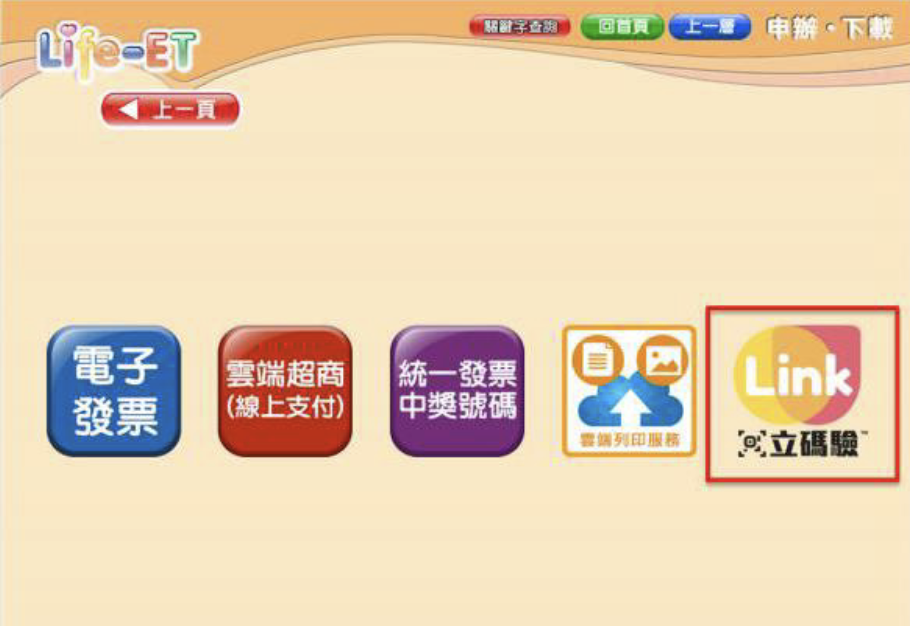 Life-ET
關鍵字查詢
回首頁
上一層
申辦・下載
上一頁
電子
發票
雲端超商
(線上支付)
統一發票
中獎號碼
雲端列印服務
Link
立碼驗™